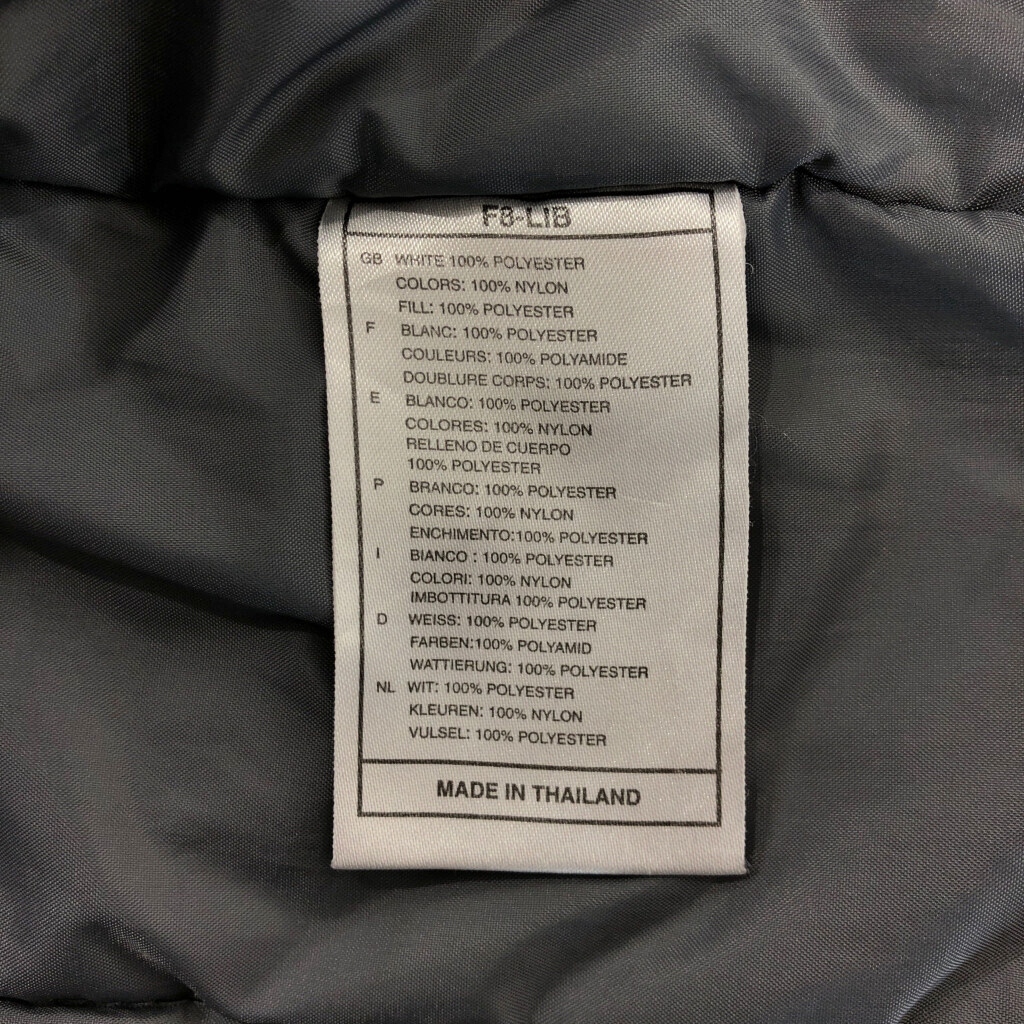 F8-LIB
GB WHITE 100% POLYESTER
COLORS: 100% NYLON
FILL: 100% POLYESTER
F BLANC: 100% POLYESTER
COULEURS: 100% POLYAMIDE
DOUBLURE CORPS: 100% POLYESTER
E BLANCO: 100% POLYESTER
COLORES: 100% NYLON
RELLENO DE CUERPO
100% POLYESTER
P BRANCO: 100% POLYESTER
CORES: 100% NYLON
ENCHIMENTO:100% POLYESTER
I BIANCO : 100% POLYESTER
COLORI: 100% NYLON
IMBOTTITURA 100% POLYESTER
D WEISS: 100% POLYESTER
FARBEN:100% POLYAMID
WATTIERUNG: 100% POLYESTER
NL WIT: 100% POLYESTER
KLEUREN: 100% NYLON
VULSEL: 100% POLYESTER
MADE IN THAILAND